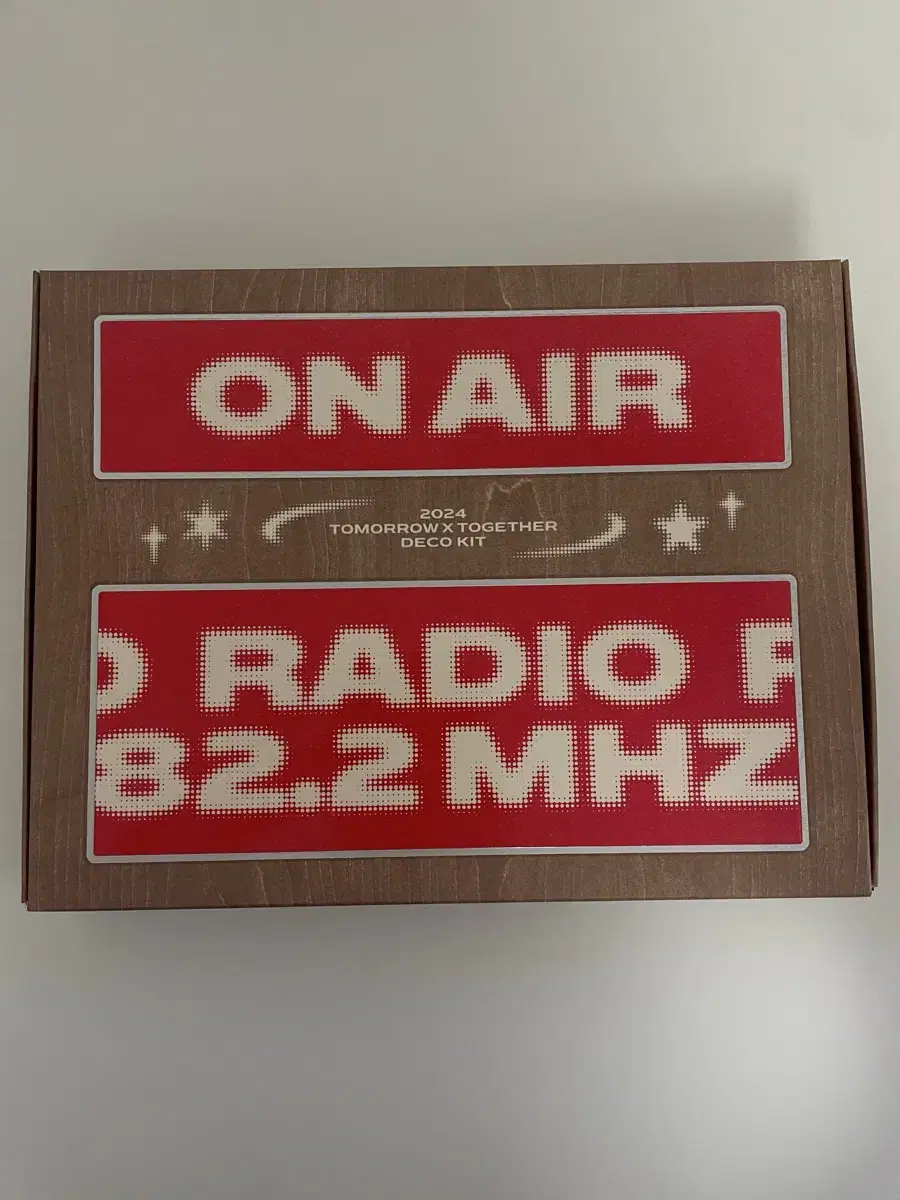 ON AIR
2024
TOMORROW X TOGETHER
DECO KIT
O RADIO
82.2 MHZ